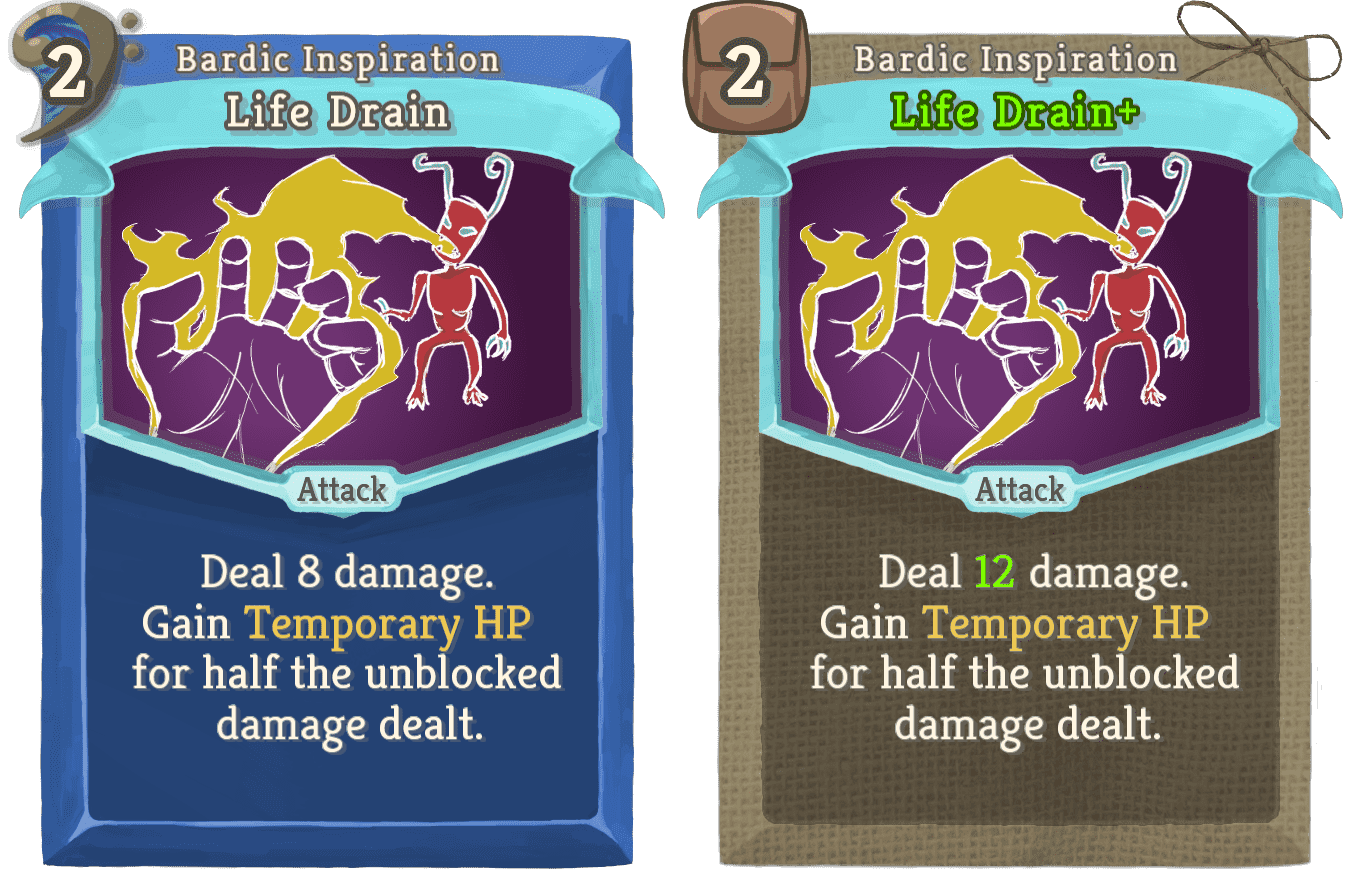 2
Bardic Inspiration
Life Drain
Attack
Deal 8 damage.
Gain Temporary HP
for half the unblocked
damage dealt.
2
Bardic Inspiration
Life Drain+
Attack
Deal 12 damage.
Gain Temporary HP
for half the unblocked
damage dealt.